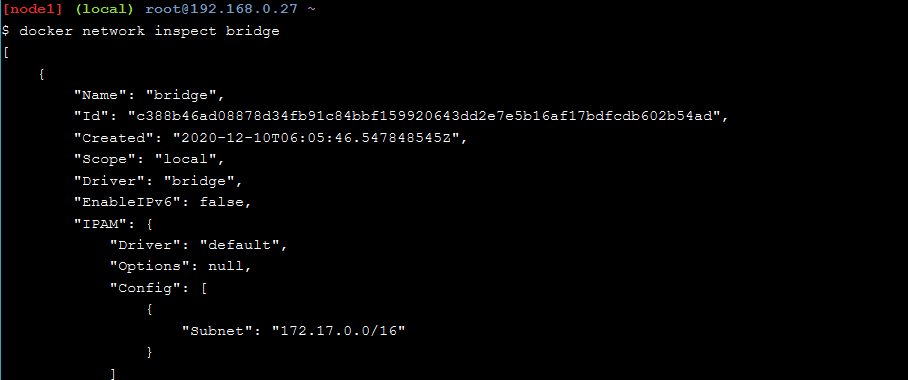 [node1] (local) root@192.168.0.27 ~
$ docker network inspect bridge
[
    {
        "Name": "bridge",
        "Id": "c388b46ad08878d34fb91c84bbf159920643dd2e7e5b16af17bdfcdb602b54ad",
        "Created": "2020-12-10T06:05:46.547848545Z",
        "Scope": "local",
        "Driver": "bridge",
        "EnableIPv6": false,
        "IPAM": {
            "Driver": "default",
            "Options": null,
            "Config": [
                {
                    "Subnet": "172.17.0.0/16"
                }
            ]